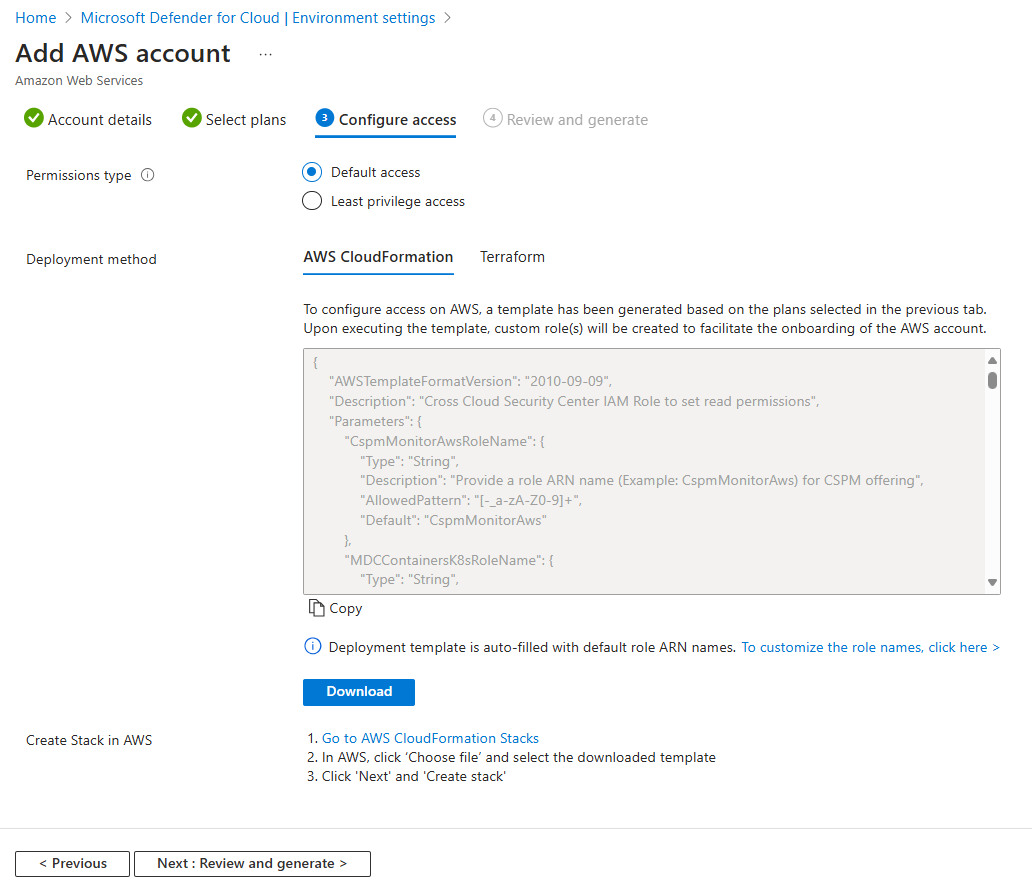 Home > Microsoft Defender for Cloud | Environment settings >
Add AWS account ...
Amazon Web Services
Account details Select plans 3 Configure access 4 Review and generate
Permissions type Default access
Least privilege access
Deployment method AWS CloudFormation Terraform
To configure access on AWS, a template has been generated based on the plans selected in the previous tab.
Upon executing the template, custom role(s) will be created to facilitate the onboarding of the AWS account.
{
"AWSTemplateFormatVersion": "2010-09-09",
"Description": "Cross Cloud Security Center IAM Role to set read permissions",
"Parameters": {
"CspmMonitorAwsRoleName": {
"Type": "String",
"Description": "Provide a role ARN name (Example: CspmMonitorAws) for CSPM offering",
"AllowedPattern": "[-_a-zA-Z0-9]+",
"Default": "CspmMonitorAws"
},
"MDCContainersK8sRoleName": {
"Type": "String",
Copy
Deployment template is auto-filled with default role ARN names. To customize the role names, click here >
Download
Create Stack in AWS 1. Go to AWS CloudFormation Stacks
2. In AWS, click ‘Choose file’ and select the downloaded template
3. Click 'Next' and 'Create stack'
< Previous Next : Review and generate >